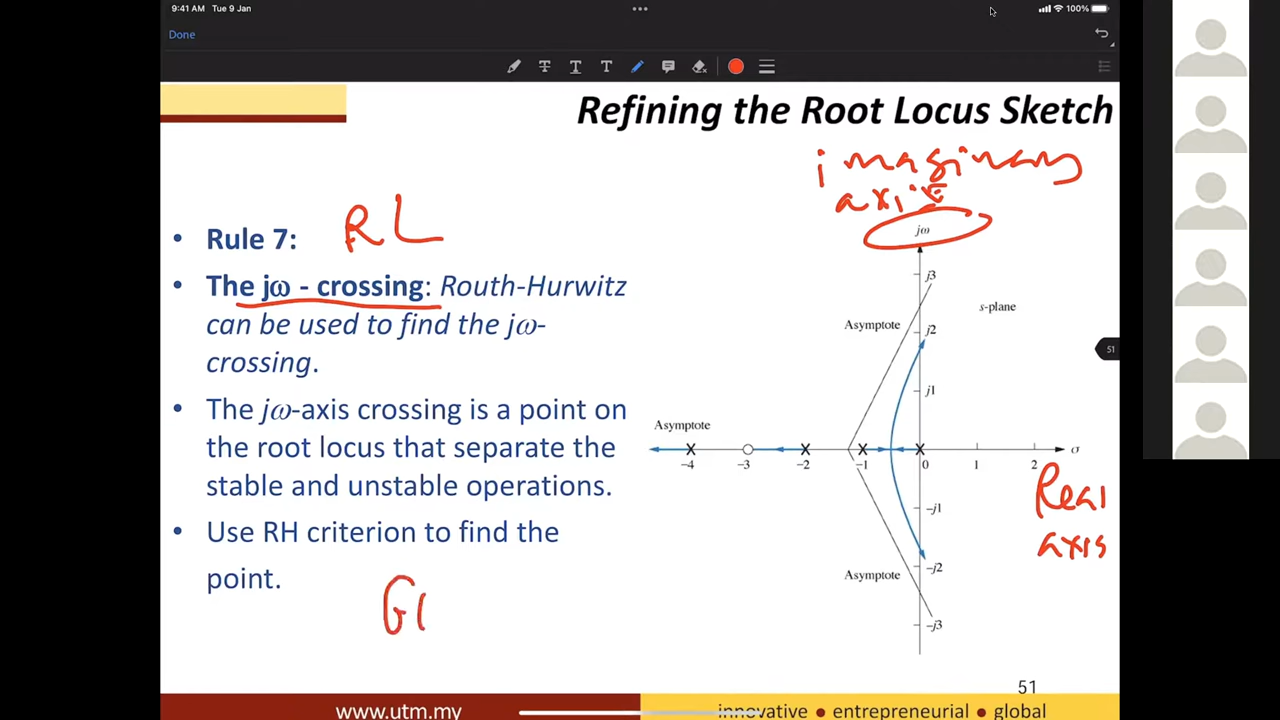 9:41 AM Tue 9 Jan
100%
Done
Refining the Root Locus Sketch
imaginary
axis
RL
• Rule 7:
• The jω - crossing: Routh-Hurwitz
can be used to find the jω-
crossing.
• The jω-axis crossing is a point on
the root locus that separate the
stable and unstable operations.
• Use RH criterion to find the
point.
jω
j3
s-plane
Asymptote
j2
51
j1
Asymptote
σ
−4 −3 −2 −1 0 1 2
Real
axis
−j1
−j2
Asymptote
−j3
51
www.utm.my
innovative ● entrepreneurial ● global